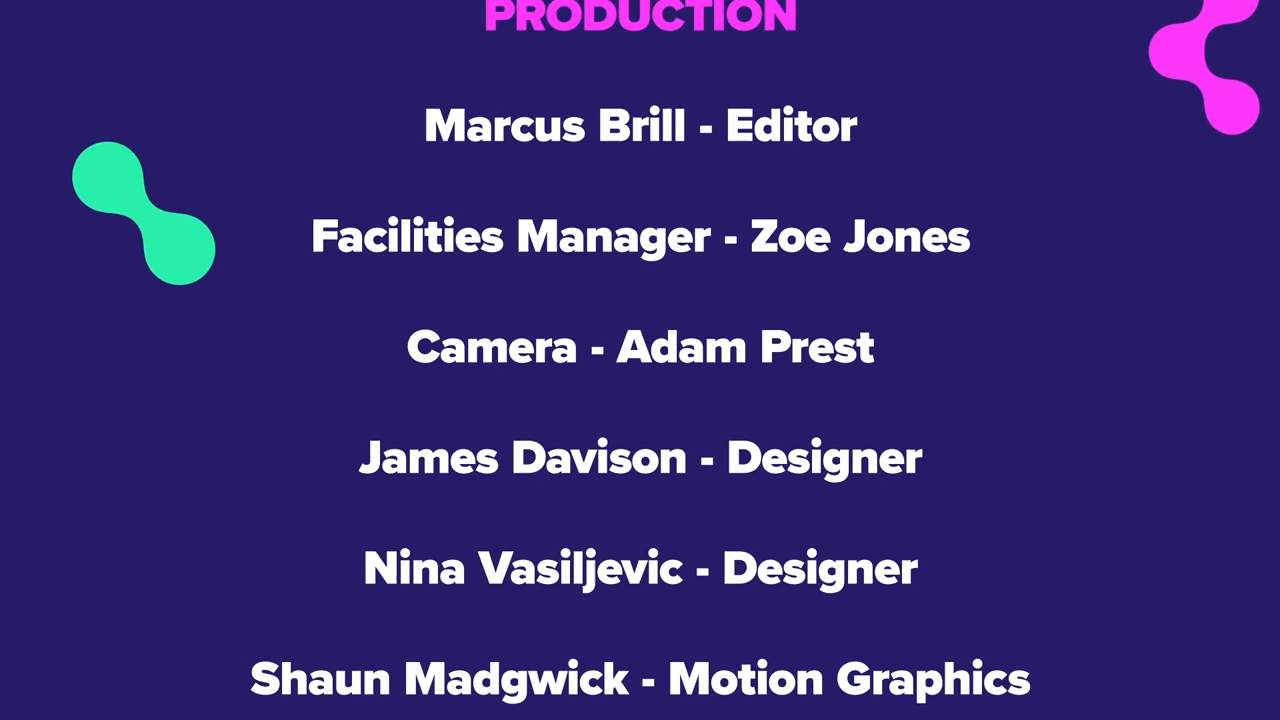 PRODUCTION
Marcus Brill - Editor
Facilities Manager - Zoe Jones
Camera - Adam Prest
James Davison - Designer
Nina Vasiljevic - Designer
Shaun Madgwick - Motion Graphics